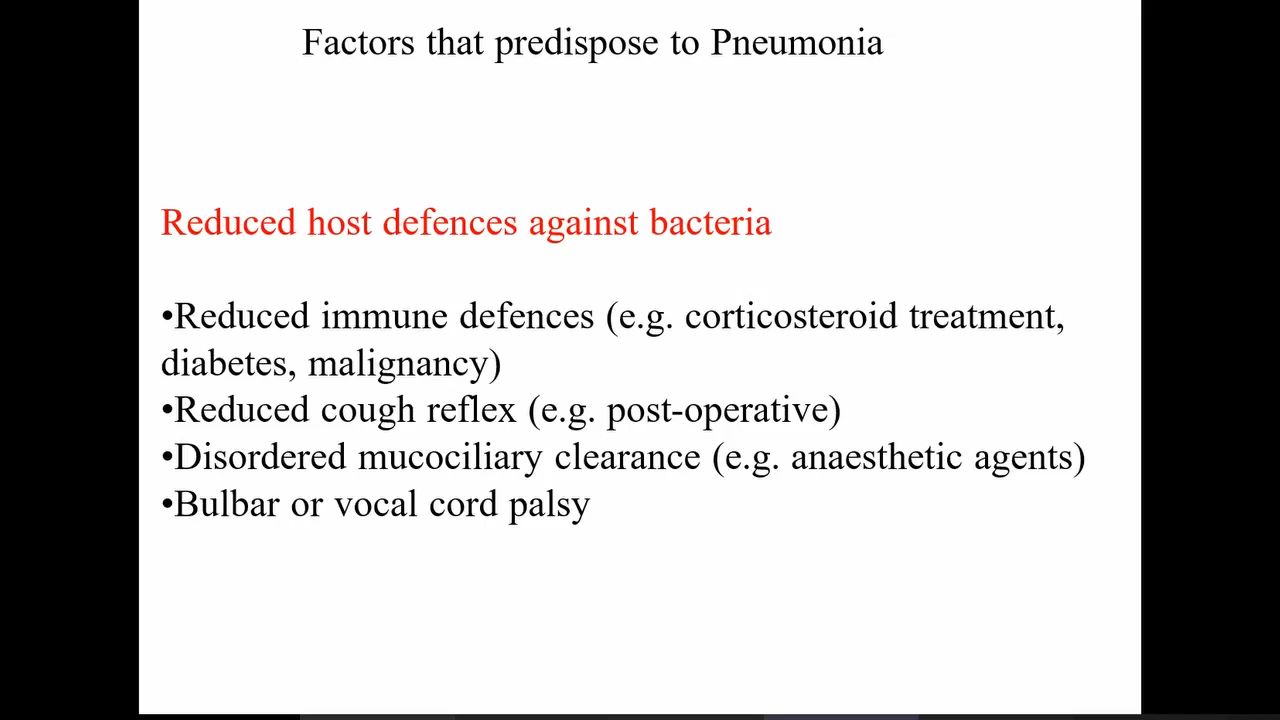 Factors that predispose to Pneumonia
Reduced host defences against bacteria
•Reduced immune defences (e.g. corticosteroid treatment,
diabetes, malignancy)
•Reduced cough reflex (e.g. post-operative)
•Disordered mucociliary clearance (e.g. anaesthetic agents)
•Bulbar or vocal cord palsy